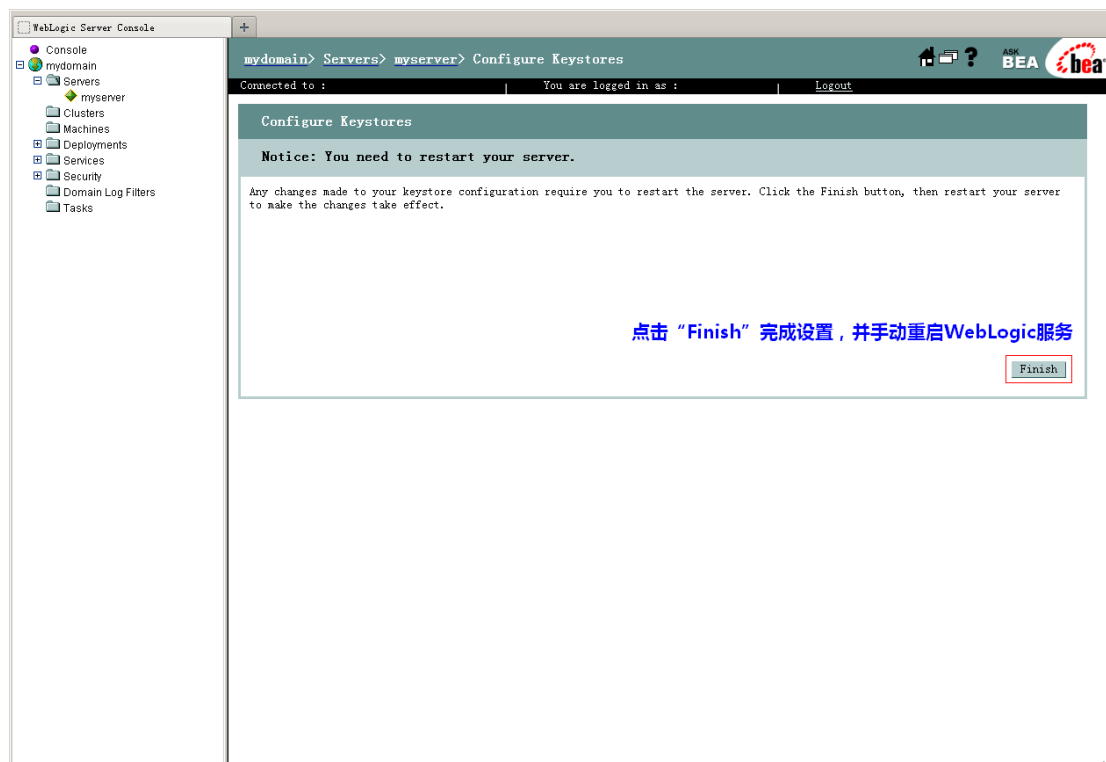 WebLogic Server Console
+
Console
mydomain
Servers
myserver
Clusters
Machines
Deployments
Services
Security
Domain Log Filters
Tasks
mydomain> Servers> myserver> Configure Keystores
?
ASK
BEA
bea
Connected to :
You are logged in as :
Logout
Configure Keystores
Notice: You need to restart your server.
Any changes made to your keystore configuration require you to restart the server. Click the Finish button, then restart your server
to make the changes take effect.
点击“Finish”完成设置，并手动重启WebLogic服务
Finish